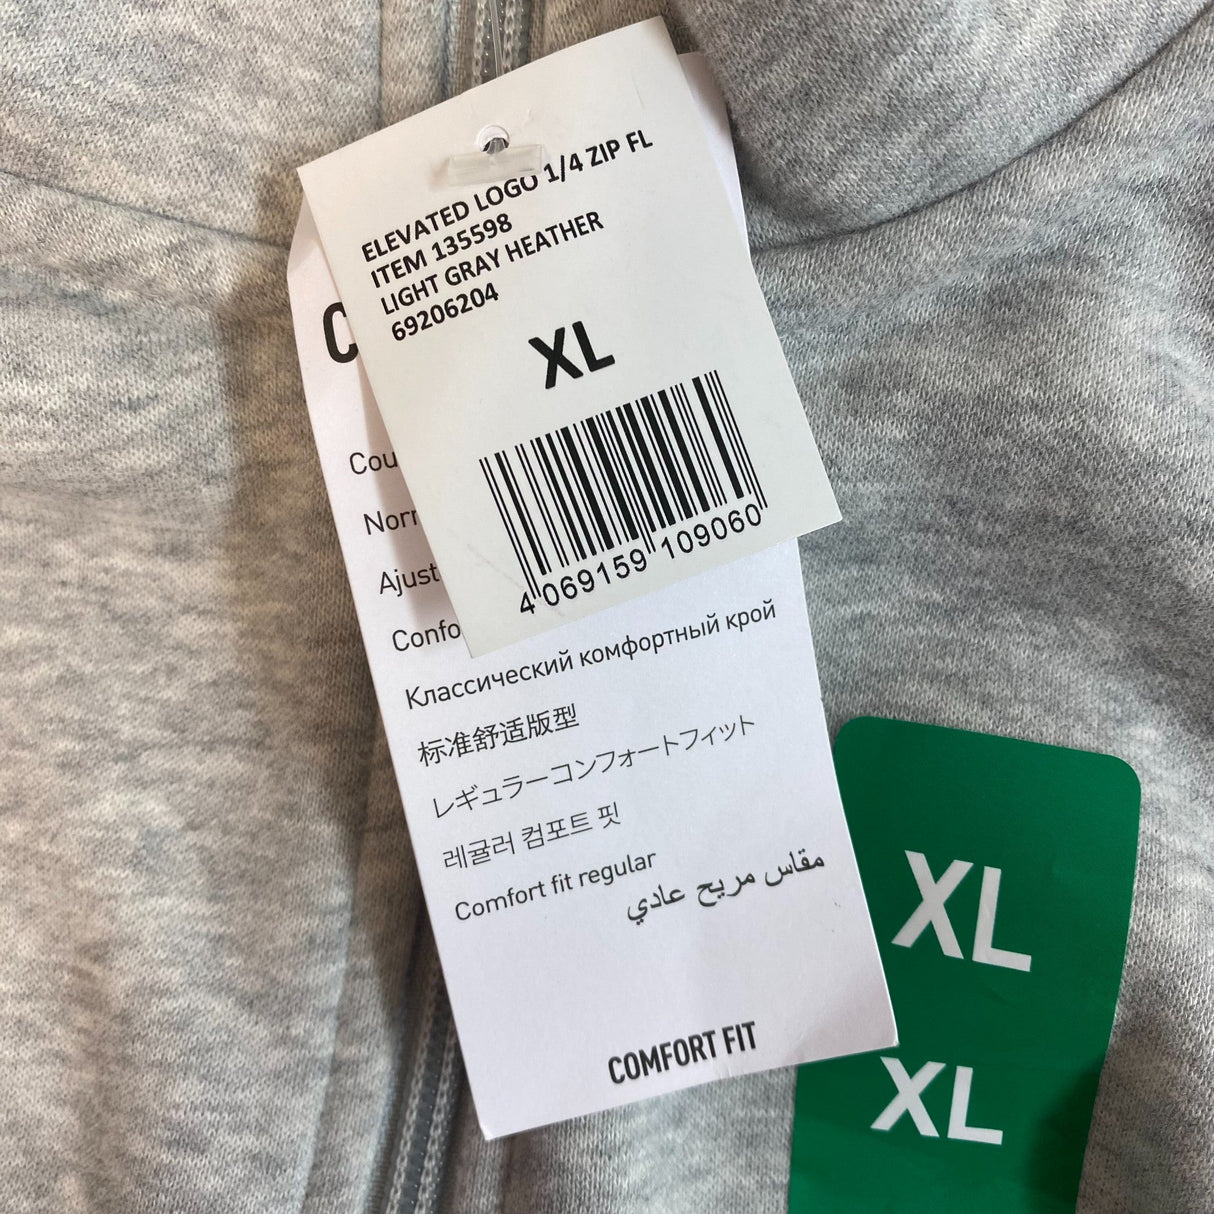 ELEVATED LOGO 1/4 ZIP FL
ITEM 135598
LIGHT GRAY HEATHER
69206204
XL
4 069159 109060
Классический комфортный крой
标准舒适版型
レギュラーコンフォートフィット
레귤러 컴포트 핏
Comfort fit regular
مقاس مريح عادي
COMFORT FIT
XL
XL